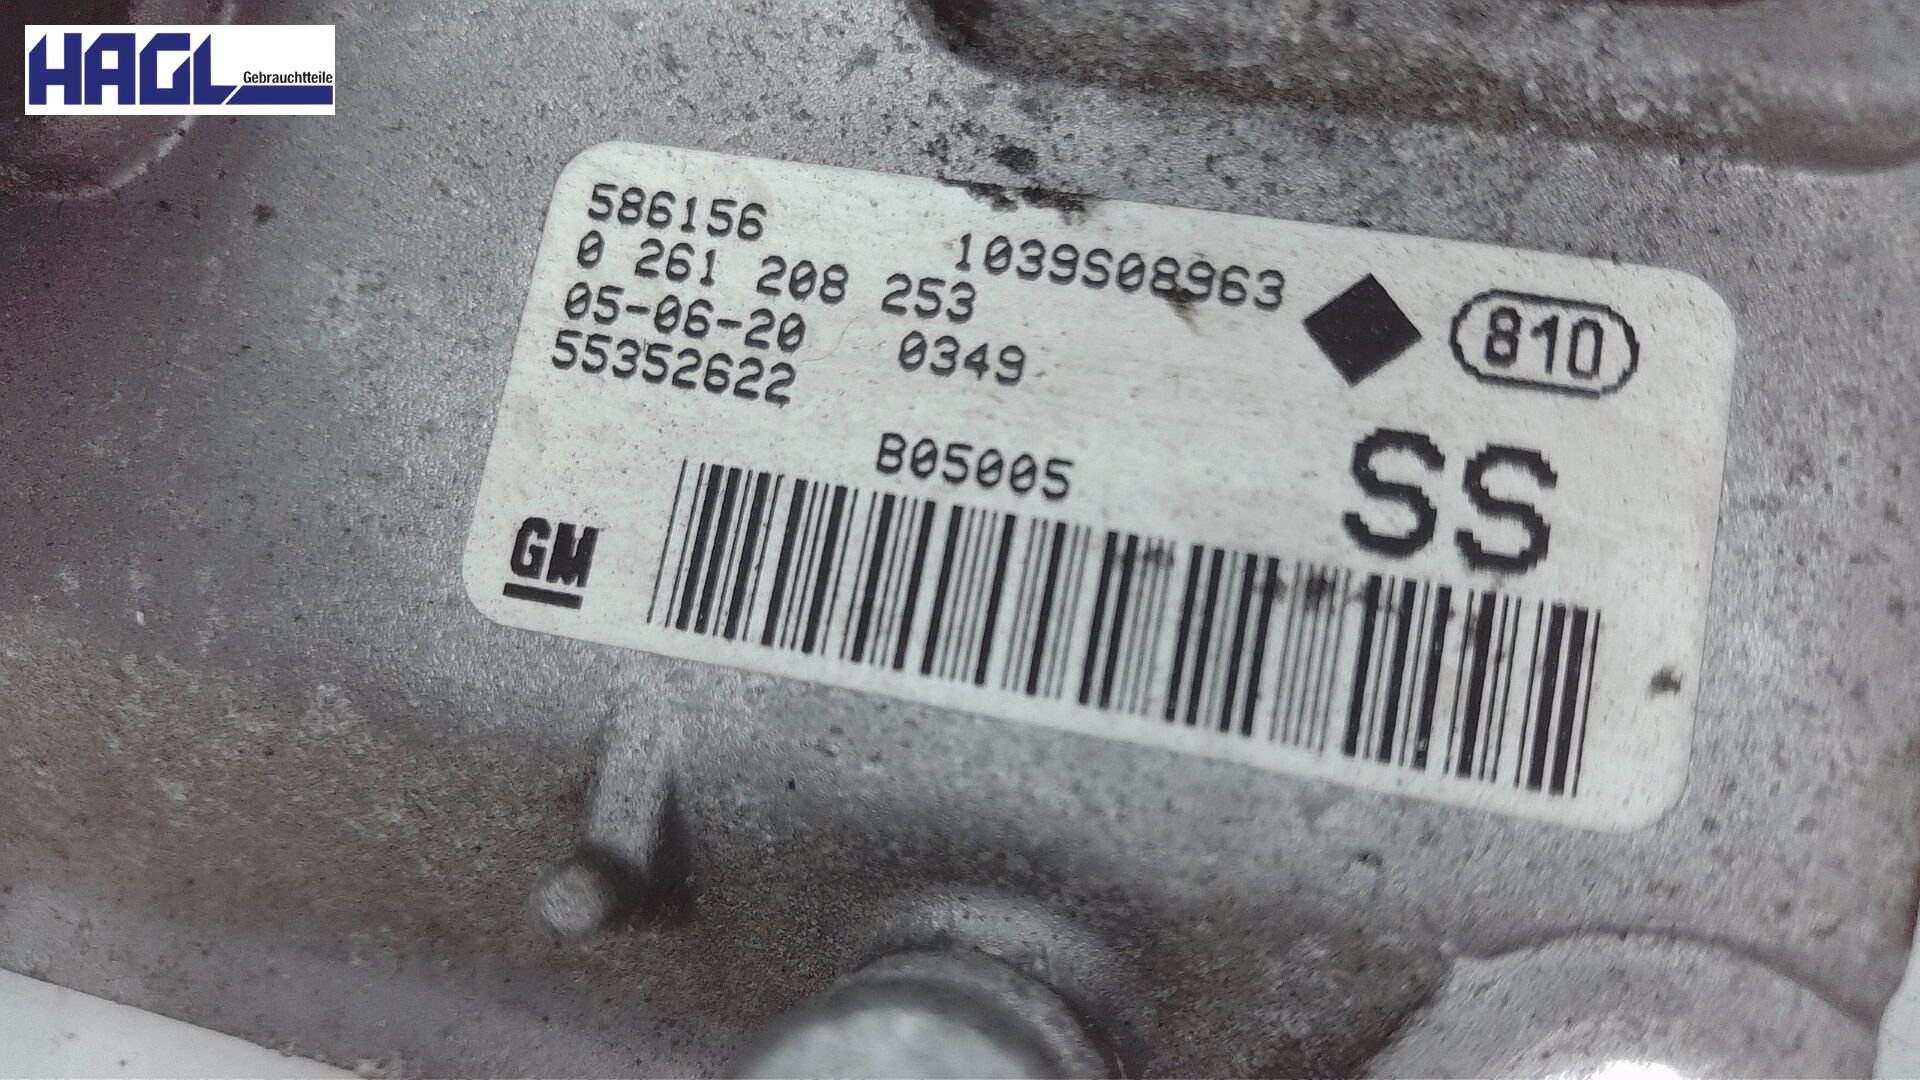 HAGL Gebrauchtteile
586156
1039S08963
0 261 208 253
05-06-20 0349
55352622
810
B05005
SS
GM